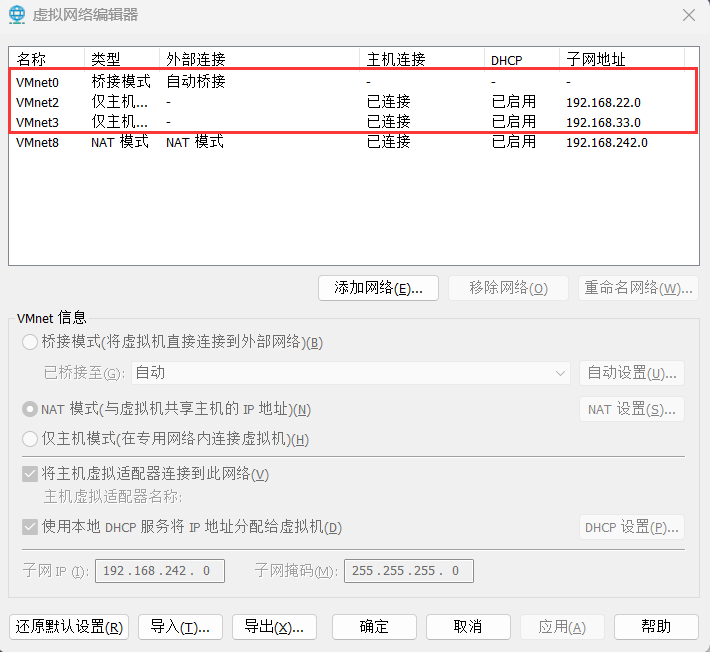 虚拟网络编辑器
名称 类型 外部连接 主机连接 DHCP 子网地址
VMnet0 桥接模式 自动桥接 - - -
VMnet2 仅主机... - 已连接 已启用 192.168.22.0
VMnet3 仅主机... - 已连接 已启用 192.168.33.0
VMnet8 NAT 模式 NAT 模式 已连接 已启用 192.168.242.0
添加网络(E)... 移除网络(O) 重命名网络(W)...
VMnet 信息
桥接模式(将虚拟机直接连接到外部网络)(B)
已桥接至(G): 自动 自动设置(U)...
NAT 模式(与虚拟机共享主机的 IP 地址)(N) NAT 设置(S)...
仅主机模式(在专用网络内连接虚拟机)(H)
将主机虚拟适配器连接到此网络(V)
主机虚拟适配器名称:
使用本地 DHCP 服务将 IP 地址分配给虚拟机(D) DHCP 设置(P)...
子网 IP (I): 192.168.242. 0 子网掩码(M): 255.255.255. 0
还原默认设置(R) 导入(T)... 导出(X)... 确定 取消 应用(A) 帮助